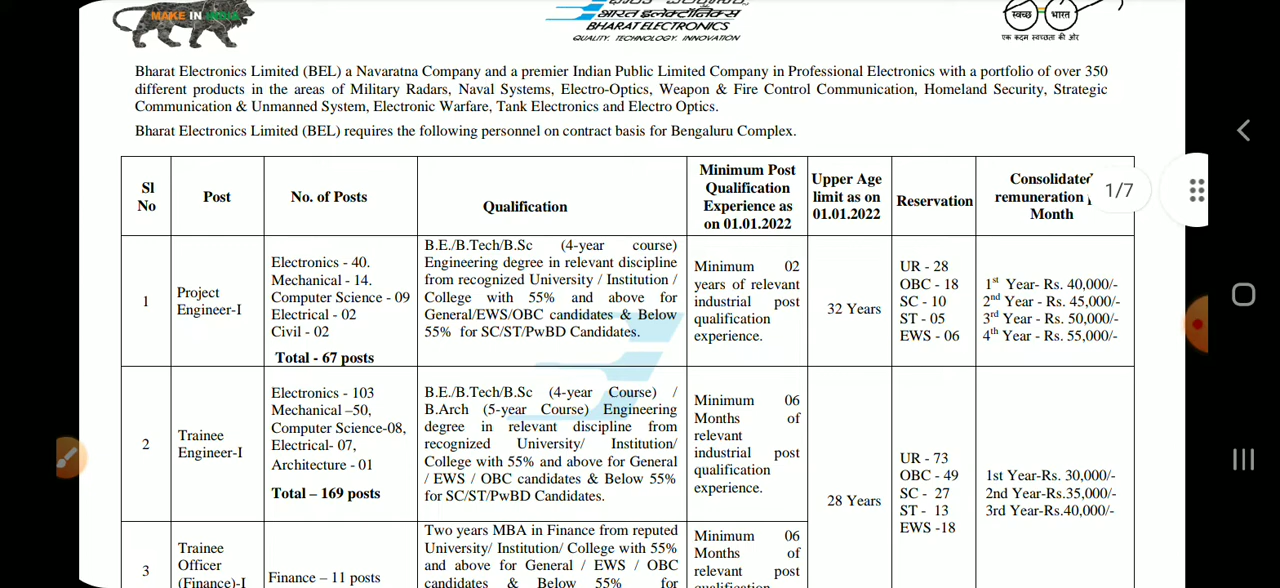 MAKE IN INDIA
भारत इलेक्ट्रॉनिक्स
BHARAT ELECTRONICS
QUALITY. TECHNOLOGY. INNOVATION
स्वच्छ भारत
एक कदम स्वच्छता की ओर
Bharat Electronics Limited (BEL) a Navaratna Company and a premier Indian Public Limited Company in Professional Electronics with a portfolio of over 350
different products in the areas of Military Radars, Naval Systems, Electro-Optics, Weapon & Fire Control Communication, Homeland Security, Strategic
Communication & Unmanned System, Electronic Warfare, Tank Electronics and Electro Optics.
Bharat Electronics Limited (BEL) requires the following personnel on contract basis for Bengaluru Complex.
Sl
No
Post
No. of Posts
Qualification
Minimum Post
Qualification
Experience as
on 01.01.2022
Upper Age
limit as on
01.01.2022
Reservation
Consolidated
remuneration
Month
1/7
1
Project
Engineer-I
Electronics - 40.
Mechanical - 14.
Computer Science - 09
Electrical - 02
Civil - 02
Total - 67 posts
B.E./B.Tech/B.Sc (4-year course)
Engineering degree in relevant discipline
from recognized University / Institution /
College with 55% and above for
General/EWS/OBC candidates & Below
55% for SC/ST/PwBD Candidates.
Minimum 02
years of relevant
industrial post
qualification
experience.
32 Years
UR - 28
OBC - 18
SC - 10
ST - 05
EWS - 06
1st Year- Rs. 40,000/-
2nd Year - Rs. 45,000/-
3rd Year - Rs. 50,000/-
4th Year - Rs. 55,000/-
2
Trainee
Engineer-I
Electronics - 103
Mechanical –50,
Computer Science-08,
Electrical- 07,
Architecture - 01
Total – 169 posts
B.E./B.Tech/B.Sc (4-year Course) /
B.Arch (5-year Course) Engineering
degree in relevant discipline from
recognized University/ Institution/
College with 55% and above for General
/ EWS / OBC candidates & Below 55%
for SC/ST/PwBD Candidates.
Minimum 06
Months of
relevant
industrial post
qualification
experience.
28 Years
UR - 73
OBC - 49
SC - 27
ST - 13
EWS -18
1st Year-Rs. 30,000/-
2nd Year-Rs.35,000/-
3rd Year-Rs.40,000/-
3
Trainee
Officer
(Finance)-I
Finance – 11 posts
Two years MBA in Finance from reputed
University/ Institution/ College with 55%
and above for General / EWS / OBC
candidates & Below 55% for
Minimum 06
Months of
relevant post
qualification